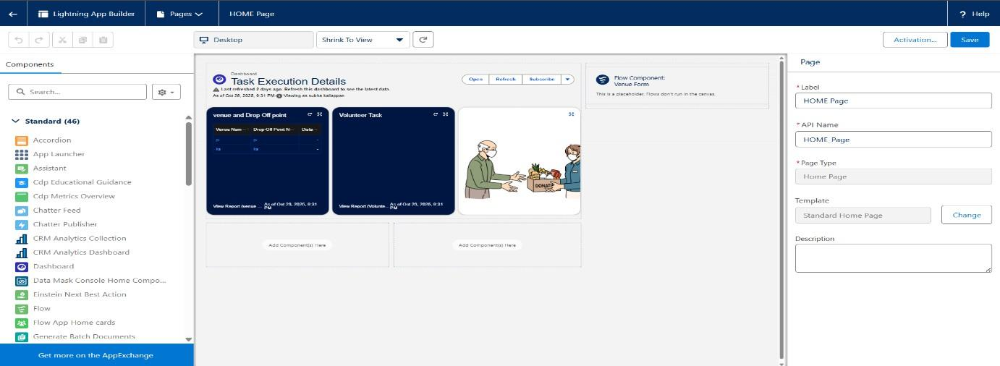 Lightning App Builder
Pages
HOME Page
? Help
Desktop
Shrink To View
Activation...
Save
Components
Search...
Standard (46)
Accordion
App Launcher
Assistant
Cdp Educational Guidance
Cdp Metrics Overview
Chatter Feed
Chatter Publisher
CRM Analytics Collection
CRM Analytics Dashboard
Dashboard
Data Mask Console Home Compo...
Einstein Next Best Action
Flow
Flow App Home cards
Generate Batch Documents
Get more on the AppExchange
Dashboard
Task Execution Details
Last refreshed 2 days ago. Refresh this dashboard to see the latest data.
As of Oct 26, 2025, 9:31 PM Viewing as subha kaliappan
Open
Refresh
Subscribe
venue and Drop Off point
Venue Nam...
Drop-Off Point N...
Dista...
-
-
View Report (venue ...
As of Oct 26, 2025, 9:31 PM
Volunteer Task
View Report (Volunte...
As of Oct 26, 2025, 9:31 PM
DONATI
Add Component(s) Here
Add Component(s) Here
Flow Component:
Venue Form
This is a placeholder. Flows don't run in the canvas.
Page
* Label
HOME Page
* API Name
HOME_Page
* Page Type
Home Page
Template
Standard Home Page
Change
Description